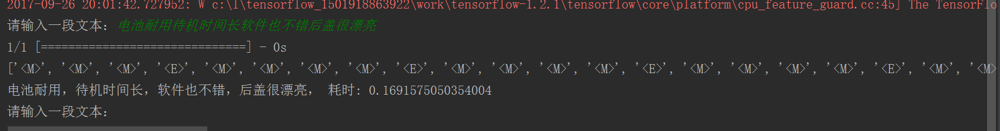 2017-09-26 20:01:42.727952: W c:\l\tensorflow_1501918863922\work\tensorflow-1.2.1\tensorflow\core\platform\cpu_feature_guard.cc:45] The TensorFlo
请输入一段文本：电池耐用待机时间长软件也不错后盖很漂亮
1/1 [==============================] - 0s
['<M>', '<M>', '<M>', '<E>', '<M>', '<M>', '<M>', '<M>', '<E>', '<M>', '<M>', '<M>', '<M>', '<E>', '<M>', '<M>', '<M>', '<M>', '<E>', '<M>', '<M>
电池耐用，待机时间长，软件也不错，后盖很漂亮， 耗时: 0.1691575050354004
请输入一段文本：